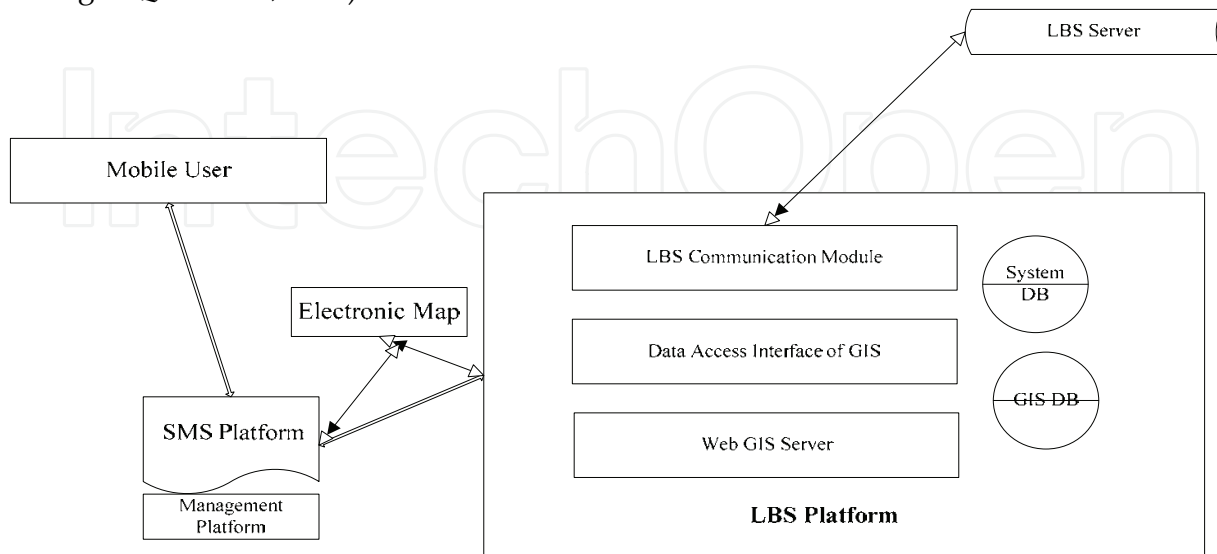 LBS Server
IntechOpen
Mobile User
LBS Communication Module
System
DB
Electronic Map
Data Access Interface of GIS
GIS DB
SMS Platform
Web GIS Server
Management
Platform
LBS Platform